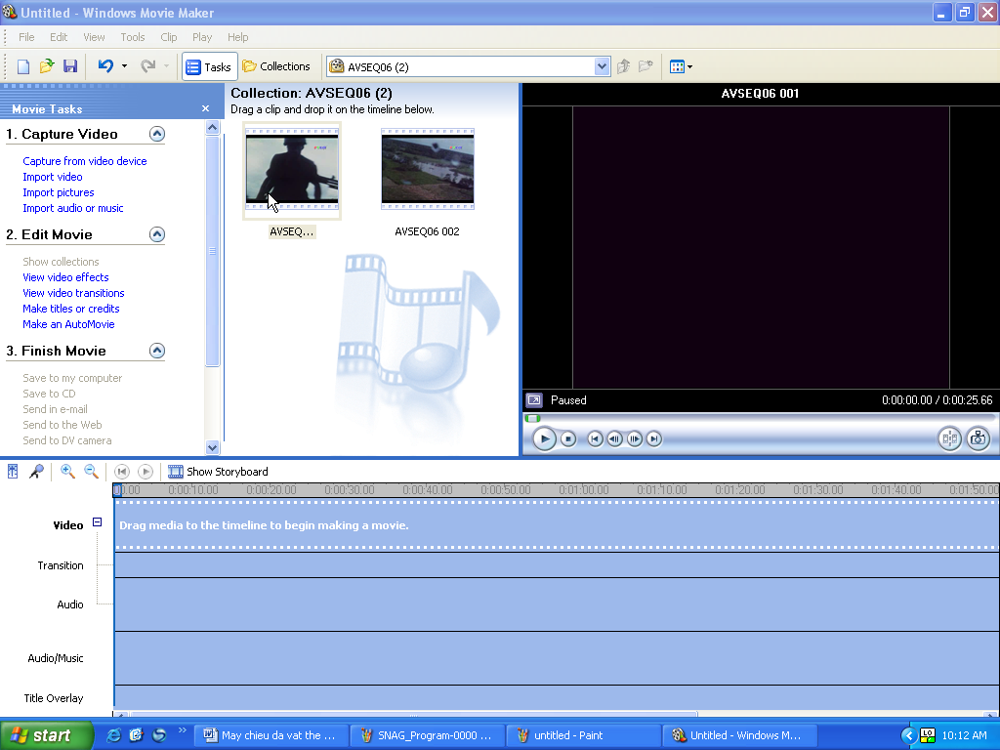 Untitled - Windows Movie Maker
File Edit View Tools Clip Play Help
Tasks Collections AVSEQ06 (2)
Movie Tasks
1. Capture Video
Capture from video device
Import video
Import pictures
Import audio or music
2. Edit Movie
Show collections
View video effects
View video transitions
Make titles or credits
Make an AutoMovie
3. Finish Movie
Save to my computer
Save to CD
Send in e-mail
Send to the Web
Send to DV camera
Collection: AVSEQ06 (2)
Drag a clip and drop it on the timeline below.
AVSEQ... AVSEQ06 002
AVSEQ06 001
Paused 0:00:00.00 / 0:00:25.66
Show Storyboard
0:00:10.00 0:00:20.00 0:00:30.00 0:00:40.00 0:00:50.00 0:01:00.00 0:01:10.00 0:01:20.00 0:01:30.00 0:01:40.00 0:01:50.00
Video
Drag media to the timeline to begin making a movie.
Transition
Audio
Audio/Music
Title Overlay
start May chieu da vat the ... SNAG_Program-0000 ... untitled - Paint Untitled - Windows M... LO 10:12 AM